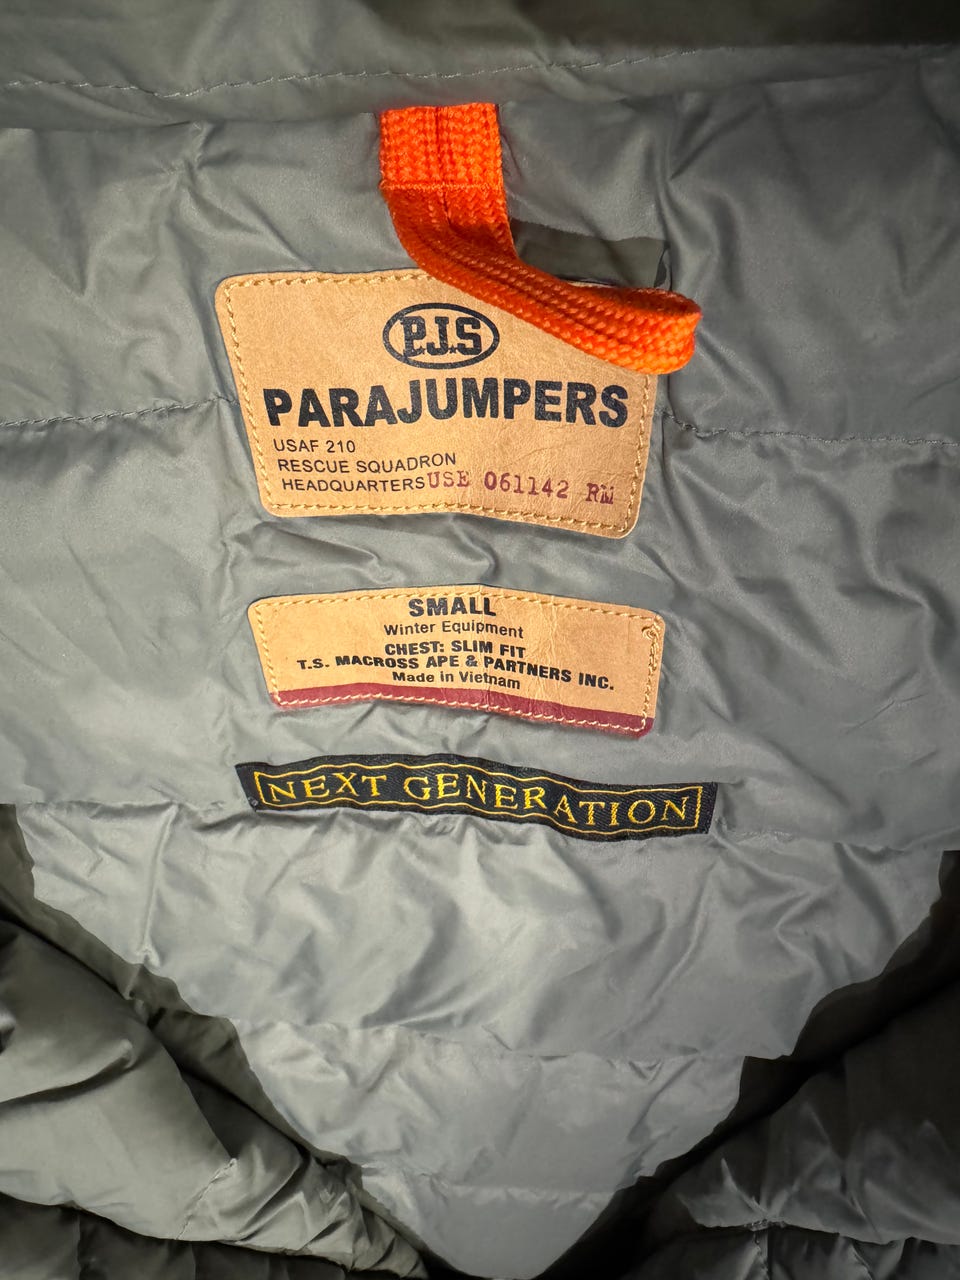 P.J.S
PARAJUMPERS
USAF 210
RESCUE SQUADRON
HEADQUARTERS USE 061142 RM
SMALL
Winter Equipment
CHEST: SLIM FIT
T.S. MACROSS APE & PARTNERS INC.
Made in Vietnam
NEXT GENERATION